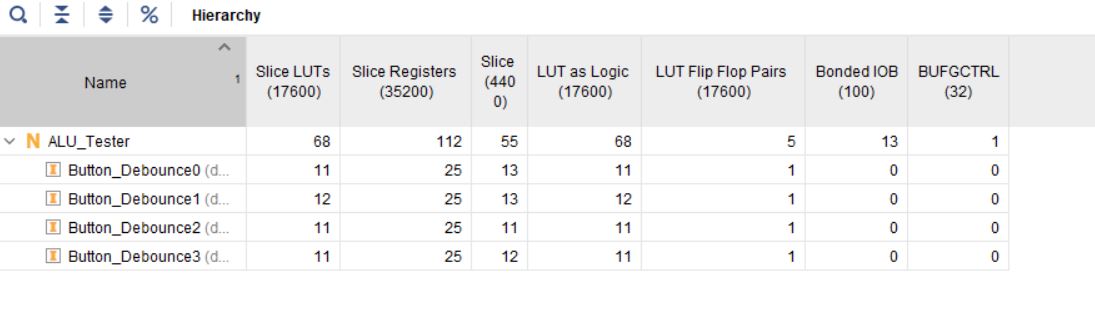 Hierarchy
Name 1 Slice LUTs (17600) Slice Registers (35200) Slice (4400) LUT as Logic (17600) LUT Flip Flop Pairs (17600) Bonded IOB (100) BUFGCTRL (32)
N ALU_Tester 68 112 55 68 5 13 1
I Button_Debounce0 (d... 11 25 13 11 1 0 0
I Button_Debounce1 (d... 12 25 13 12 1 0 0
I Button_Debounce2 (d... 11 25 11 11 1 0 0
I Button_Debounce3 (d... 11 25 12 11 1 0 0